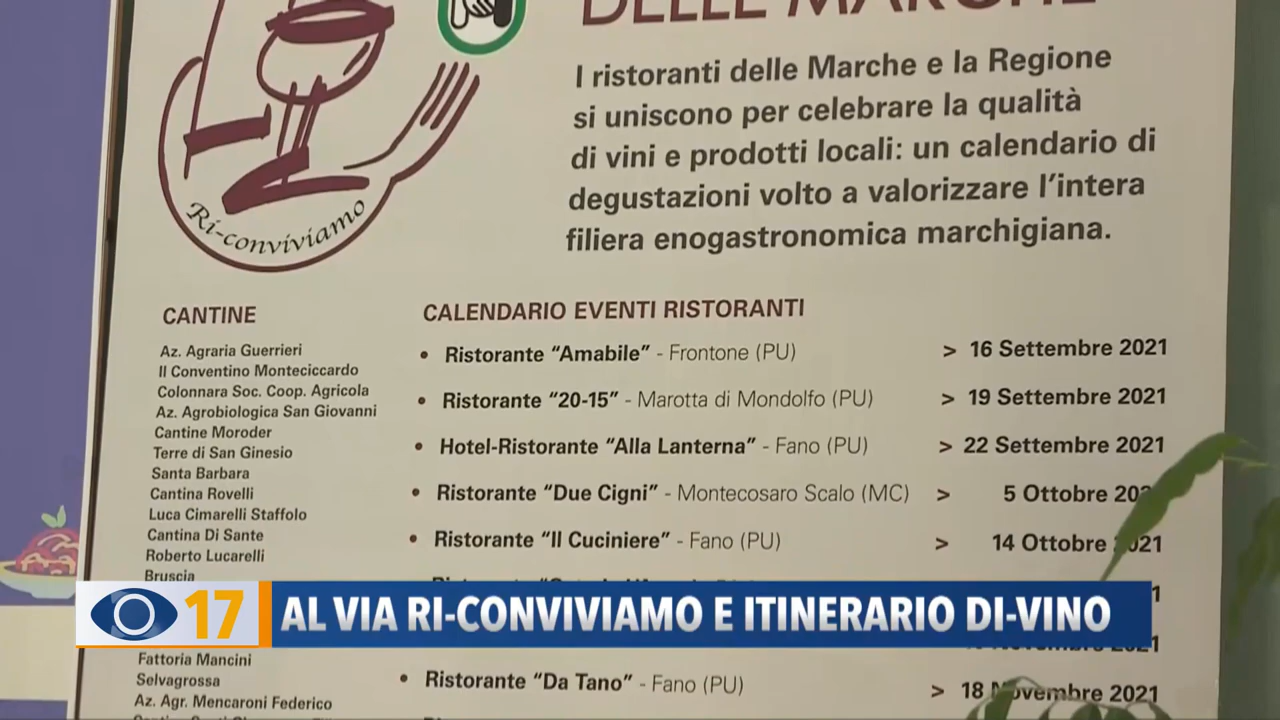 DELLE MARCHE
I ristoranti delle Marche e la Regione
si uniscono per celebrare la qualità
di vini e prodotti locali: un calendario di
degustazioni volto a valorizzare l'intera
filiera enogastronomica marchigiana.
Ri-conviviamo
CANTINE
Az. Agraria Guerrieri
Il Conventino Monteciccardo
Colonnara Soc. Coop. Agricola
Az. Agrobiologica San Giovanni
Cantine Moroder
Terre di San Ginesio
Santa Barbara
Cantina Rovelli
Luca Cimarelli Staffolo
Cantina Di Sante
Roberto Lucarelli
Bruscia
Fattoria Mancini
Selvagrossa
Az. Agr. Mencaroni Federico
CALENDARIO EVENTI RISTORANTI
• Ristorante "Amabile" - Frontone (PU) > 16 Settembre 2021
• Ristorante "20-15" - Marotta di Mondolfo (PU) > 19 Settembre 2021
• Hotel-Ristorante "Alla Lanterna" - Fano (PU) > 22 Settembre 2021
• Ristorante "Due Cigni" - Montecosaro Scalo (MC) > 5 Ottobre 202
• Ristorante "Il Cuciniere" - Fano (PU) > 14 Ottobre 2021
• Ristorante "Da Tano" - Fano (PU) > 18 Novembre 2021
17 AL VIA RI-CONVIVIAMO E ITINERARIO DI-VINO